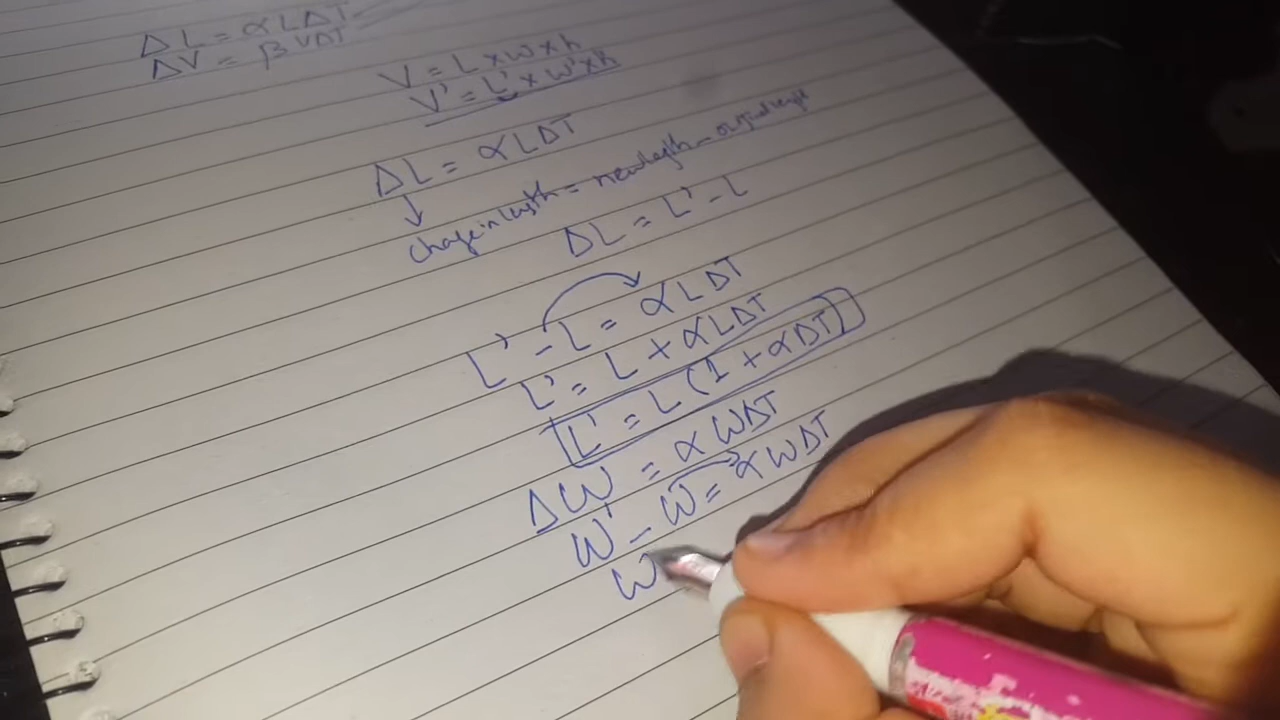 ΔL = αLΔT
ΔV = βVΔT
V = L × W × h
V' = L' × W' × h
ΔL = αLΔT
↓
change in length = new length - original length
ΔL = L' - L
L' - L = αLΔT
L' = L + αLΔT
L' = L (1 + αΔT)
ΔW = αWΔT
W' - W = αWΔT
W